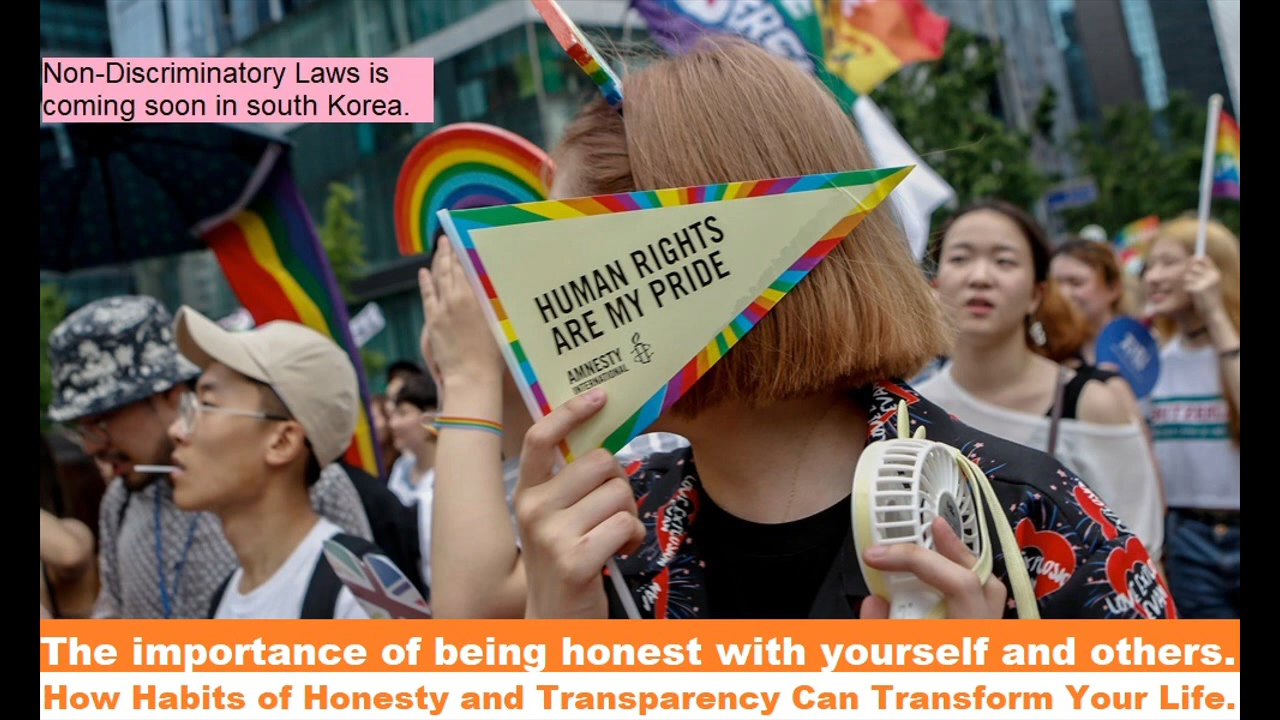 Non-Discriminatory Laws is
coming soon in south Korea.
HUMAN RIGHTS
ARE MY PRIDE
AMNESTY
INTERNATIONAL
The importance of being honest with yourself and others.
How Habits of Honesty and Transparency Can Transform Your Life.